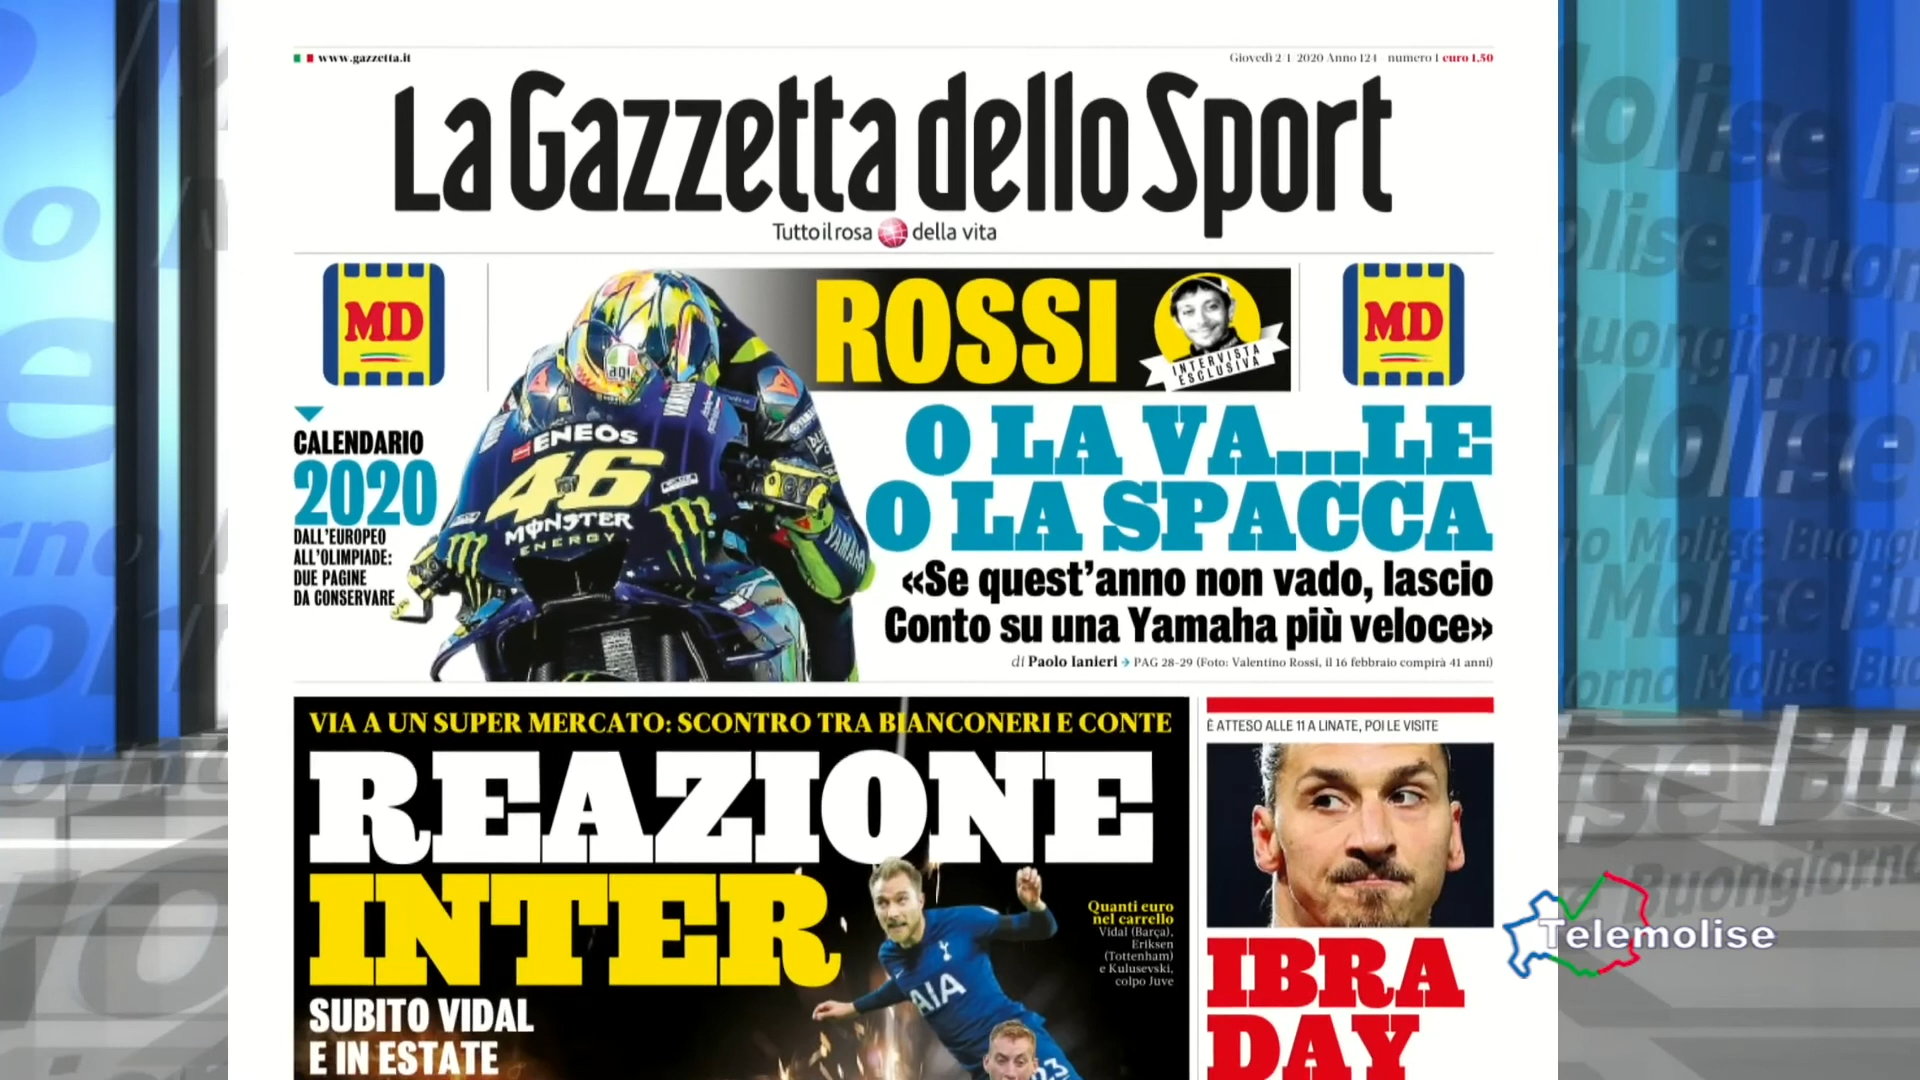 www.gazzetta.it
Giovedì 2/1/2020 Anno 124 - numero 1 euro 1,50
La Gazzetta dello Sport
Tutto il rosa della vita
MD
ROSSI
INTERVISTA
ESCLUSIVA
MD
CALENDARIO
2020
DALL'EUROPEO
ALL'OLIMPIADE:
DUE PAGINE
DA CONSERVARE
agv
ENEOS
46
MONSTER
ENERGY
YAMAHA
O LA VA...LE
O LA SPACCA
«Se quest'anno non vado, lascio
Conto su una Yamaha più veloce»
di Paolo Ianieri → PAG 28-29 (Foto: Valentino Rossi, il 16 febbraio compirà 41 anni)
VIA A UN SUPER MERCATO: SCONTRO TRA BIANCONERI E CONTE
REAZIONE
INTER
SUBITO VIDAL
E IN ESTATE
Quanti euro
nel carrello
Vidal (Barça),
Eriksen
(Tottenham)
e Kulusevski,
colpo Juve
AIA
23
È ATTESO ALLE 11 A LINATE, POI LE VISITE
IBRA
DAY
Telemolise